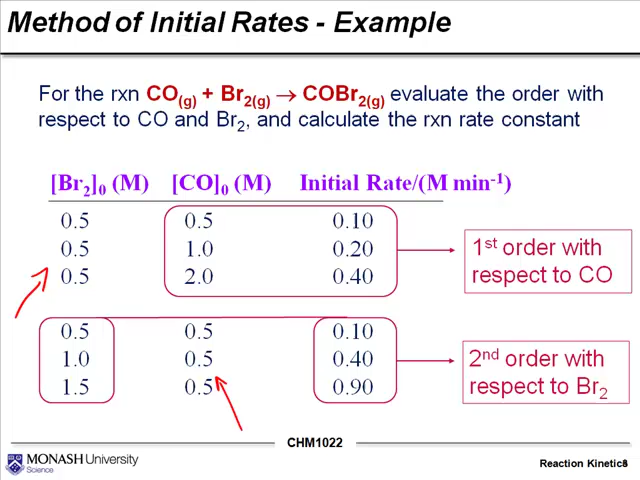 Method of Initial Rates - Example
For the rxn CO(g) + Br2(g) → COBr2(g) evaluate the order with
respect to CO and Br2, and calculate the rxn rate constant
[Br2]0 (M) [CO]0 (M) Initial Rate/(M min-1)
0.5 0.5 0.10
0.5 1.0 0.20
0.5 2.0 0.40
1st order with
respect to CO
0.5 0.5 0.10
1.0 0.5 0.40
1.5 0.5 0.90
2nd order with
respect to Br2
CHM1022
MONASH University
Science
Reaction Kinetics